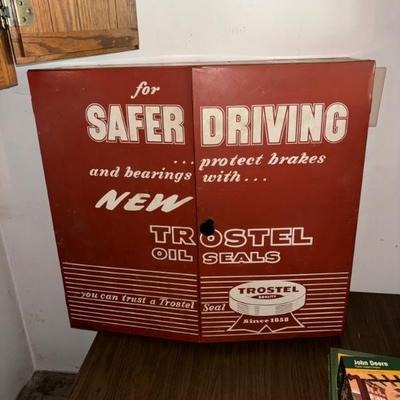 for
SAFER DRIVING
...protect brakes
and bearings with...
NEW
TROSTEL
OIL SEALS
...you can trust a Trostel Seal
TROSTEL
QUALITY
Since 1858
John Deere